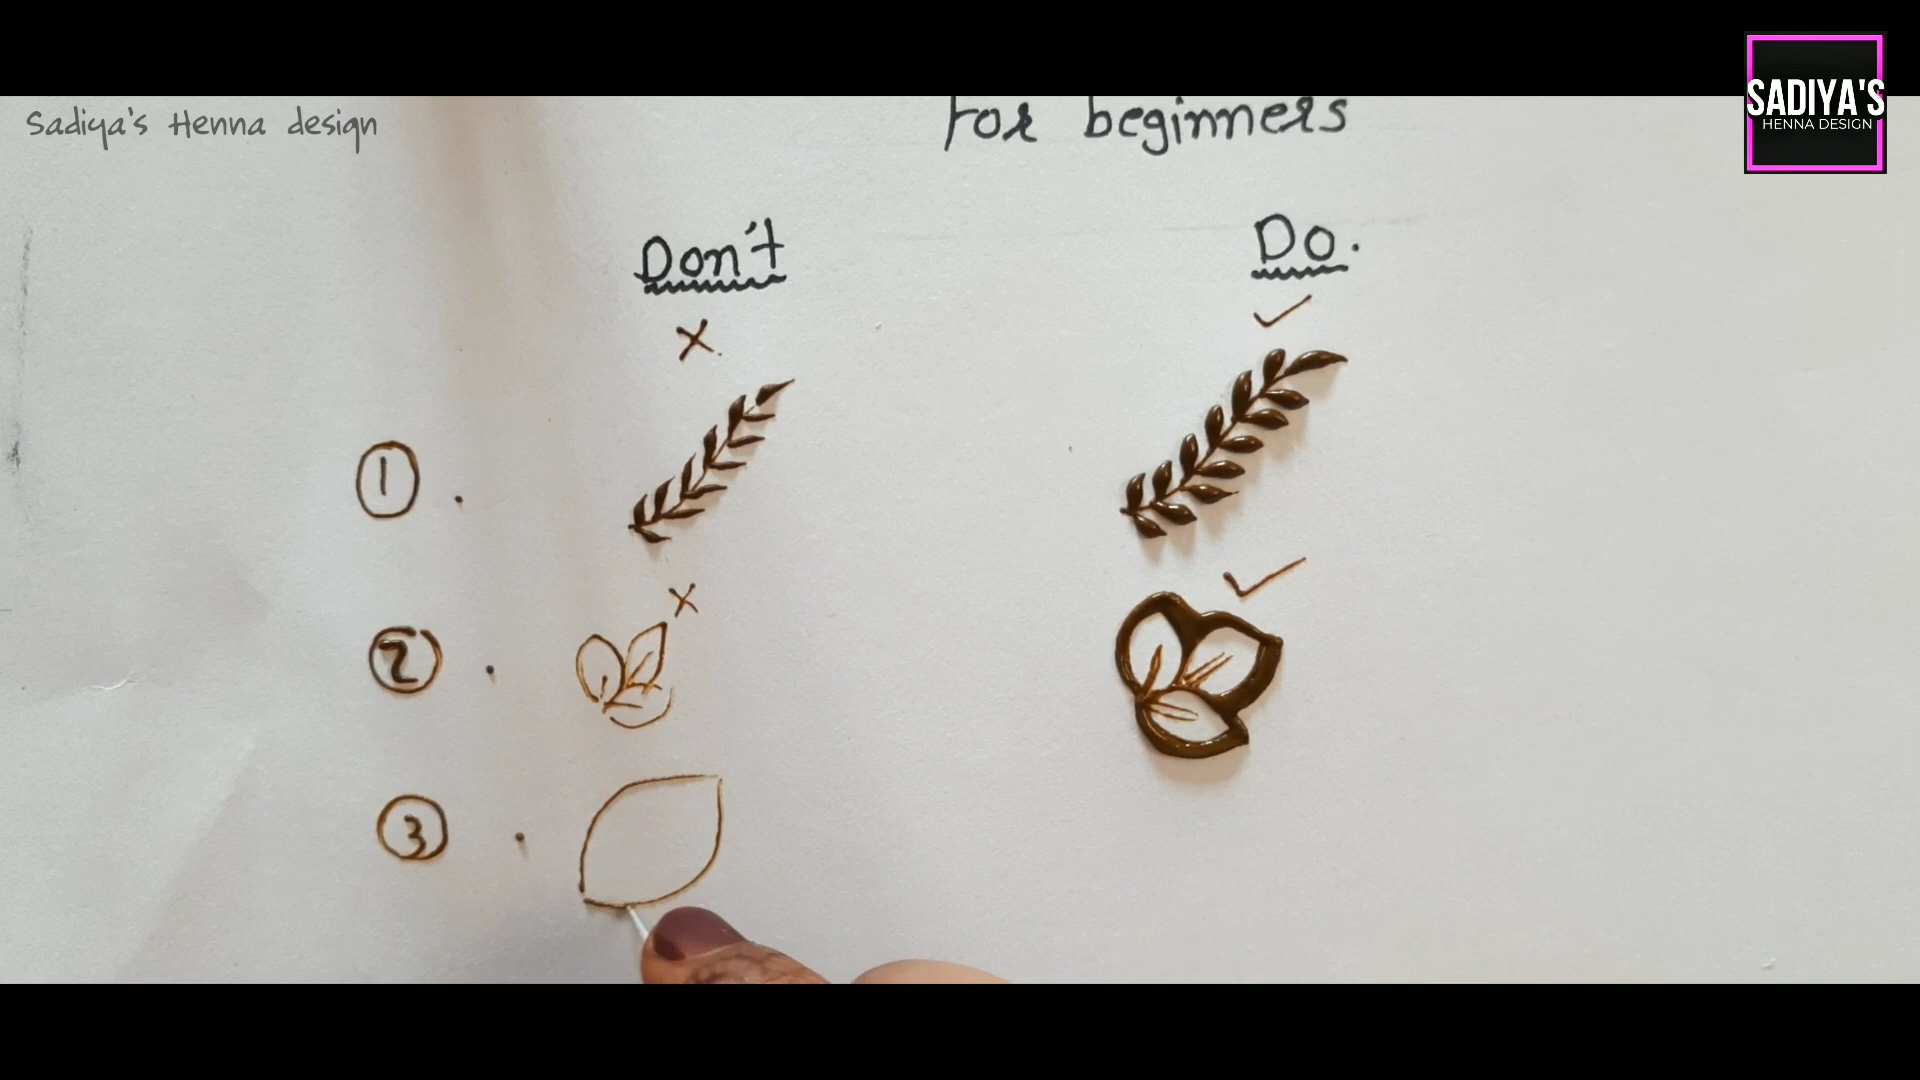 Sadiya's Henna design
SADIYA'S
HENNA DESIGN
for beginners
Don't
Do.
1.
2.
3.